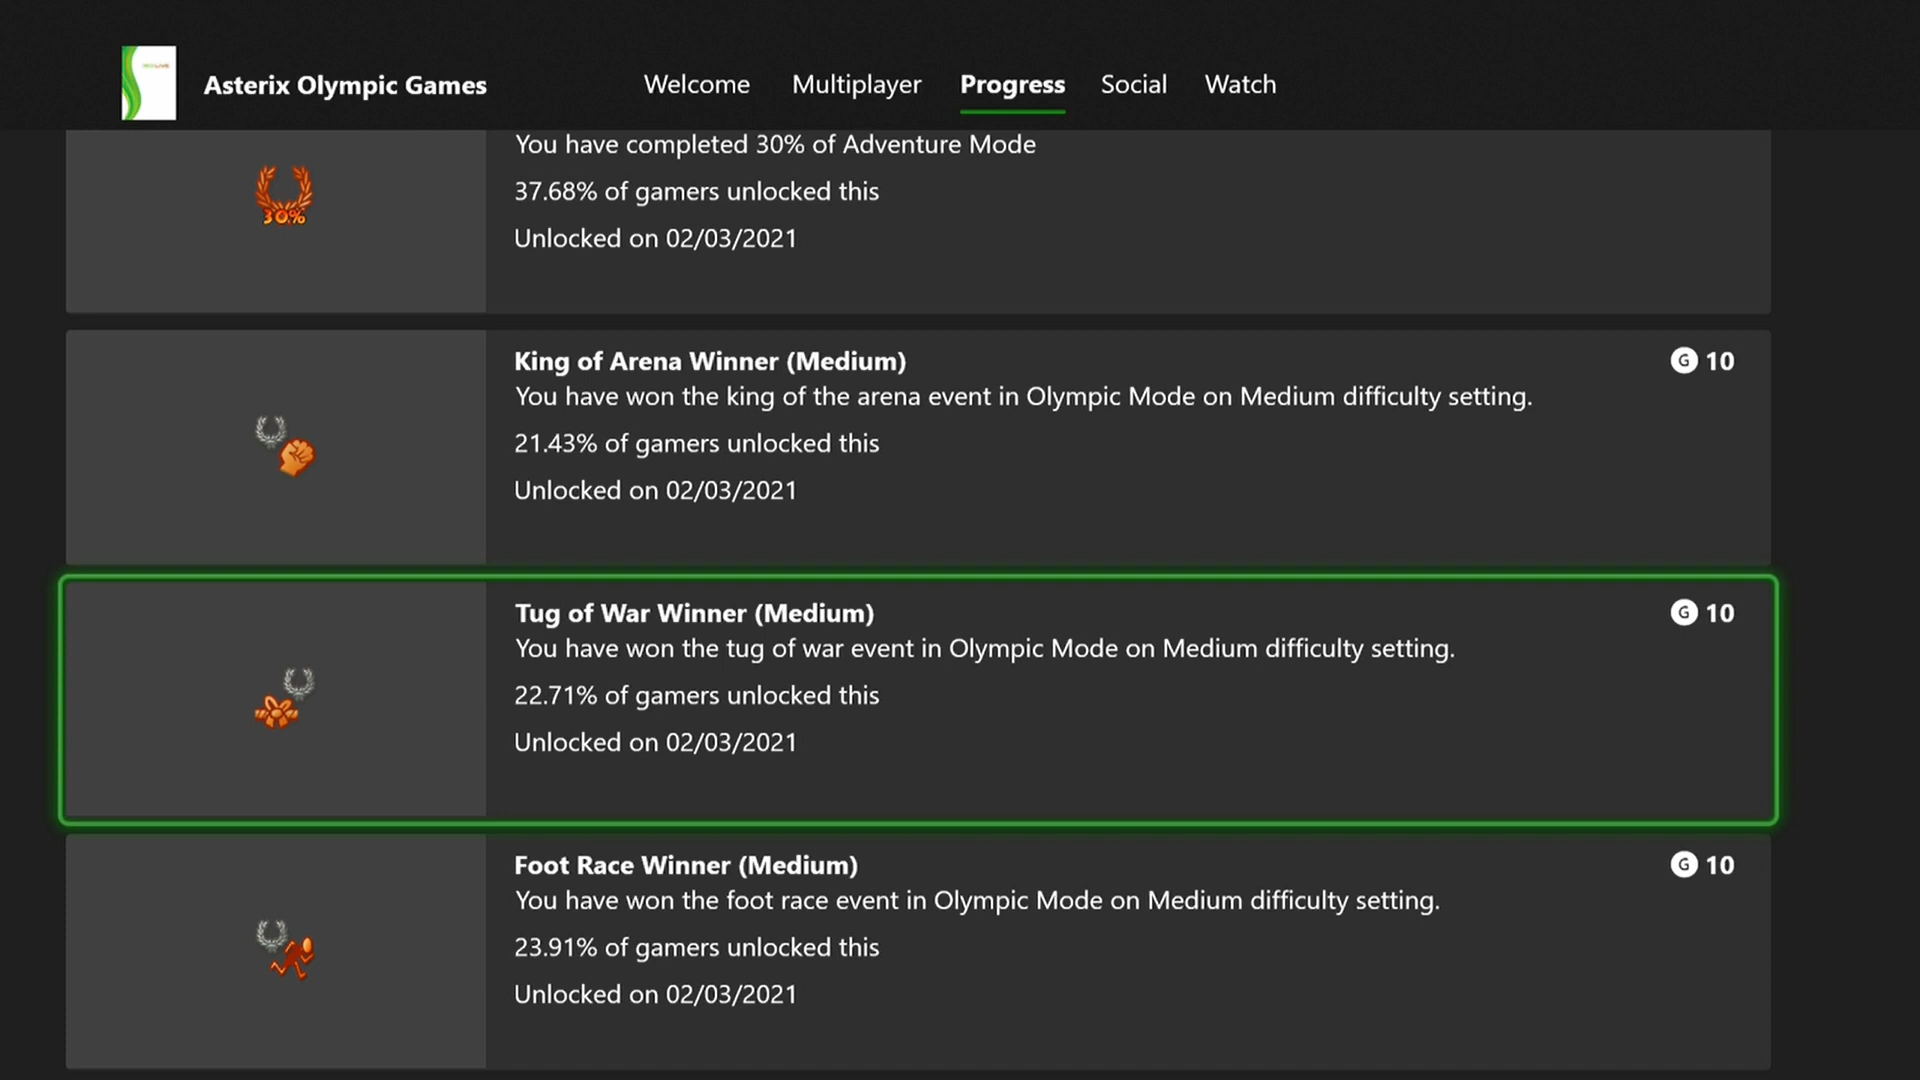 Asterix Olympic Games
Welcome Multiplayer Progress Social Watch
You have completed 30% of Adventure Mode
30%
37.68% of gamers unlocked this
Unlocked on 02/03/2021
King of Arena Winner (Medium)
G 10
You have won the king of the arena event in Olympic Mode on Medium difficulty setting.
21.43% of gamers unlocked this
Unlocked on 02/03/2021
Tug of War Winner (Medium)
G 10
You have won the tug of war event in Olympic Mode on Medium difficulty setting.
22.71% of gamers unlocked this
Unlocked on 02/03/2021
Foot Race Winner (Medium)
G 10
You have won the foot race event in Olympic Mode on Medium difficulty setting.
23.91% of gamers unlocked this
Unlocked on 02/03/2021